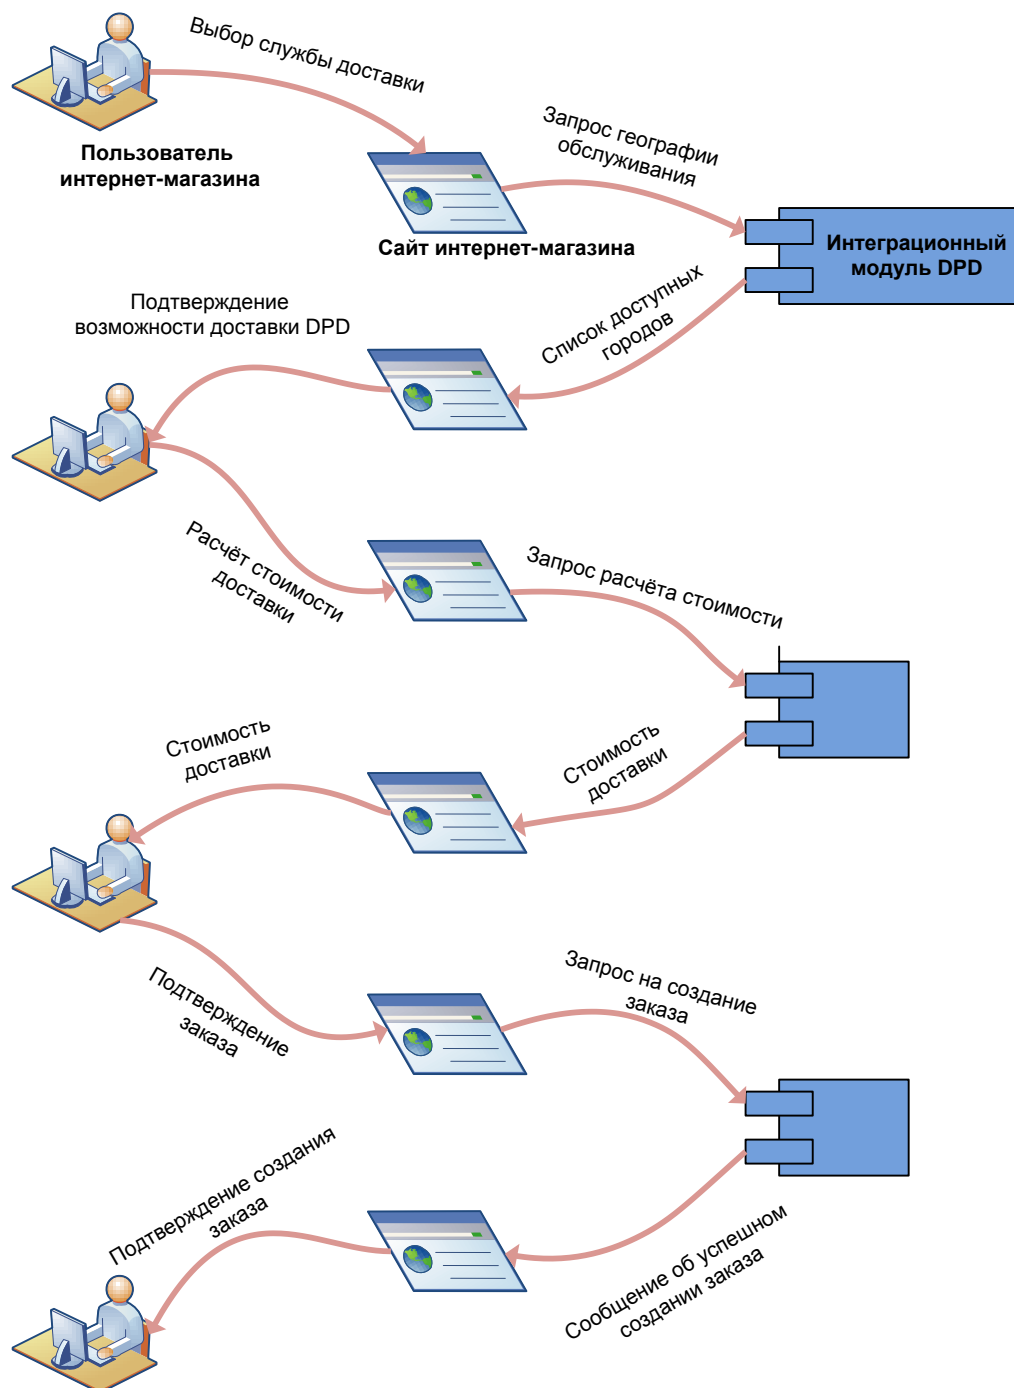 Выбор службы доставки
Запрос географии
обслуживания
Пользователь
интернет-магазина
Сайт интернет-магазина
Интеграционный
модуль DPD
Подтверждение
возможности доставки DPD
Список доступных
городов
Расчёт стоимости
доставки
Запрос расчёта стоимости
Стоимость
доставки
Стоимость
доставки
Подтверждение
заказа
Запрос на создание
заказа
Подтверждение создания
заказа
Сообщение об успешном
создании заказа